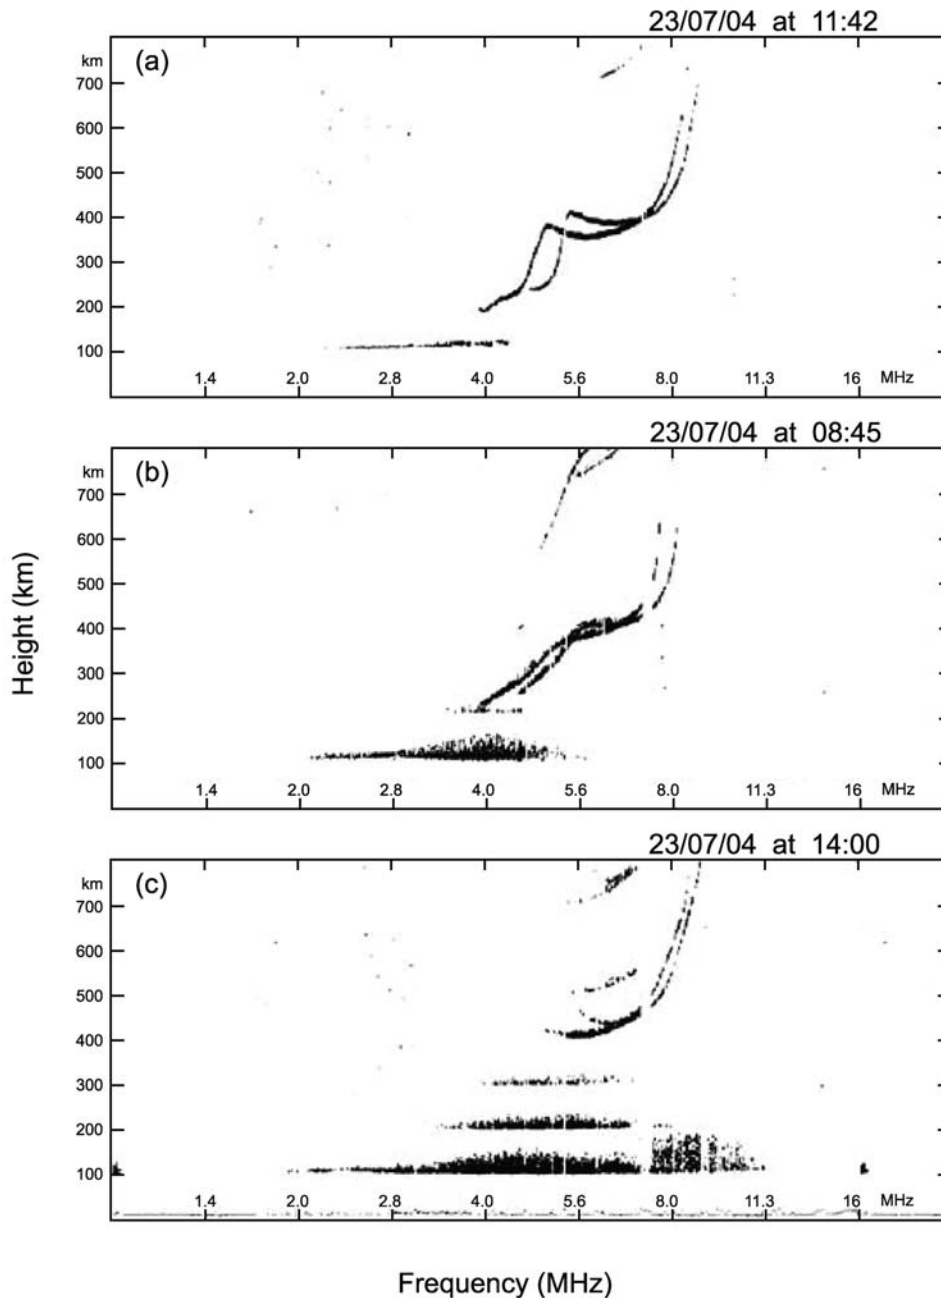 23/07/04 at 11:42
(a)
km
700
600
500
400
300
200
100
1.4 2.0 2.8 4.0 5.6 8.0 11.3 16 MHz
23/07/04 at 08:45
(b)
km
700
600
500
400
300
200
100
1.4 2.0 2.8 4.0 5.6 8.0 11.3 16 MHz
Height (km)
23/07/04 at 14:00
(c)
km
700
600
500
400
300
200
100
1.4 2.0 2.8 4.0 5.6 8.0 11.3 16 MHz
Frequency (MHz)